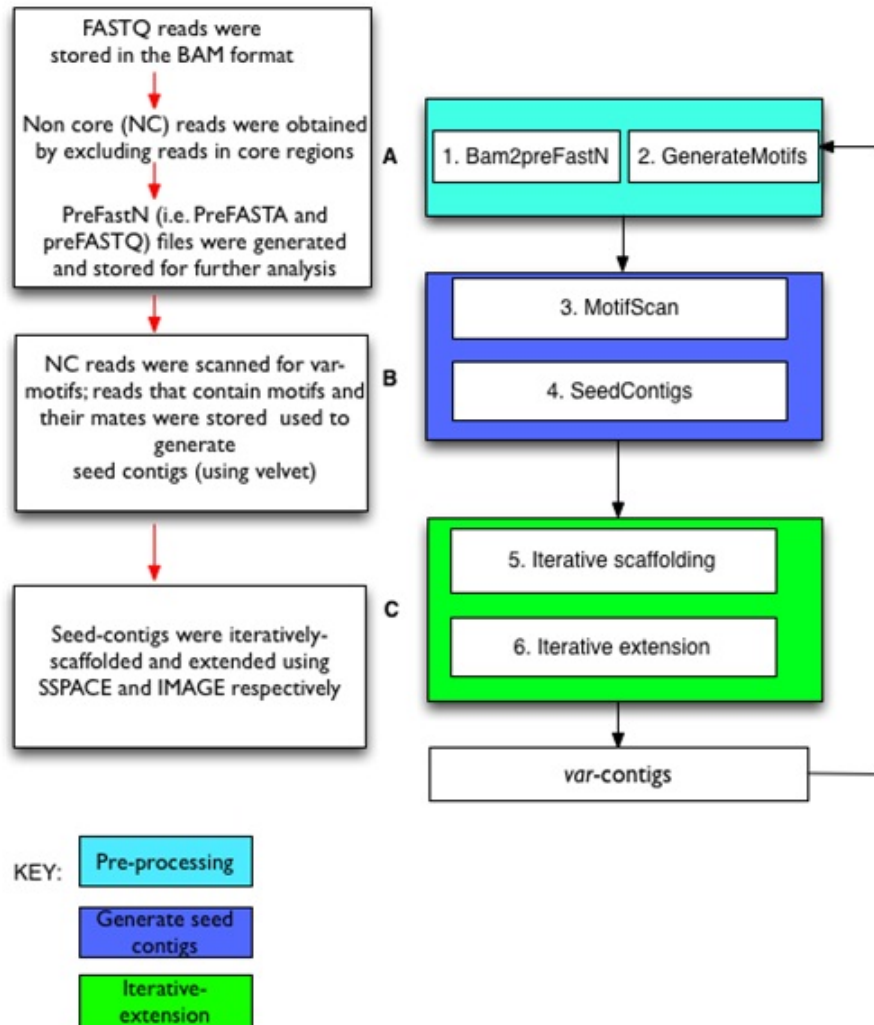 FASTQ reads were
stored in the BAM format
Non core (NC) reads were obtained
by excluding reads in core regions
PreFastN (i.e. PreFASTA and
preFASTQ) files were generated
and stored for further analysis
A
1. Bam2preFastN
2. GenerateMotifs
NC reads were scanned for var-
motifs; reads that contain motifs and
their mates were stored used to
generate
seed contigs (using velvet)
B
3. MotifScan
4. SeedContigs
Seed-contigs were iteratively-
scaffolded and extended using
SSPACE and IMAGE respectively
C
5. Iterative scaffolding
6. Iterative extension
var-contigs
KEY:
Pre-processing
Generate seed
contigs
Iterative-
extension